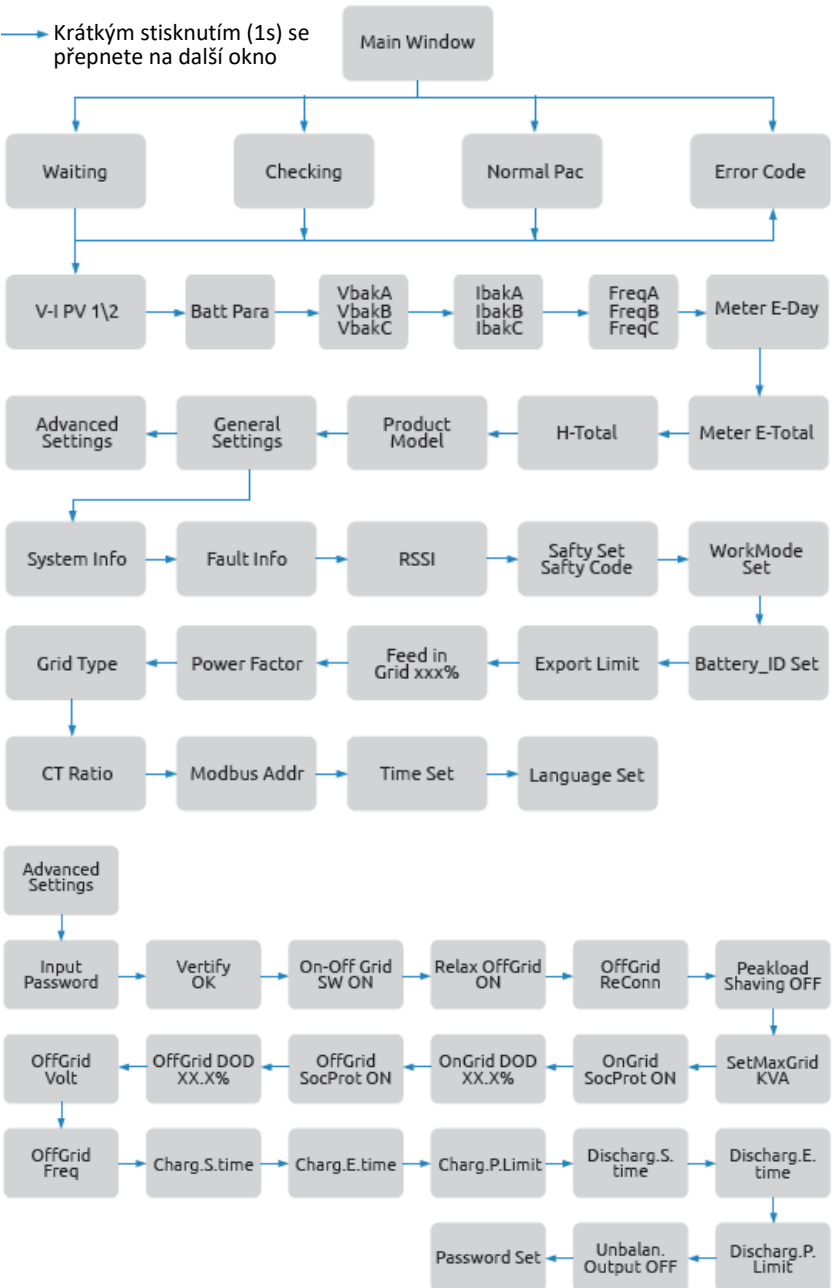 Krátkým stisknutím (1s) se
přepnete na další okno
Main Window
Waiting
Checking
Normal Pac
Error Code
V-I PV 1\2
Batt Para
VbakA
VbakB
VbakC
IbakA
IbakB
IbakC
FreqA
FreqB
FreqC
Meter E-Day
Advanced
Settings
General
Settings
Product
Model
H-Total
Meter E-Total
System Info
Fault Info
RSSI
Safty Set
Safty Code
WorkMode
Set
Grid Type
Power Factor
Feed in
Grid xxx%
Export Limit
Battery_ID Set
CT Ratio
Modbus Addr
Time Set
Language Set
Advanced
Settings
Input
Password
Vertify
OK
On-Off Grid
SW ON
Relax OffGrid
ON
OffGrid
ReConn
Peakload
Shaving OFF
OffGrid
Volt
OffGrid DOD
XX.X%
OffGrid
SocProt ON
OnGrid DOD
XX.X%
OnGrid
SocProt ON
SetMaxGrid
KVA
OffGrid
Freq
Charg.S.time
Charg.E.time
Charg.P.Limit
Discharg.S.
time
Discharg.E.
time
Password Set
Unbalan.
Output OFF
Discharg.P.
Limit